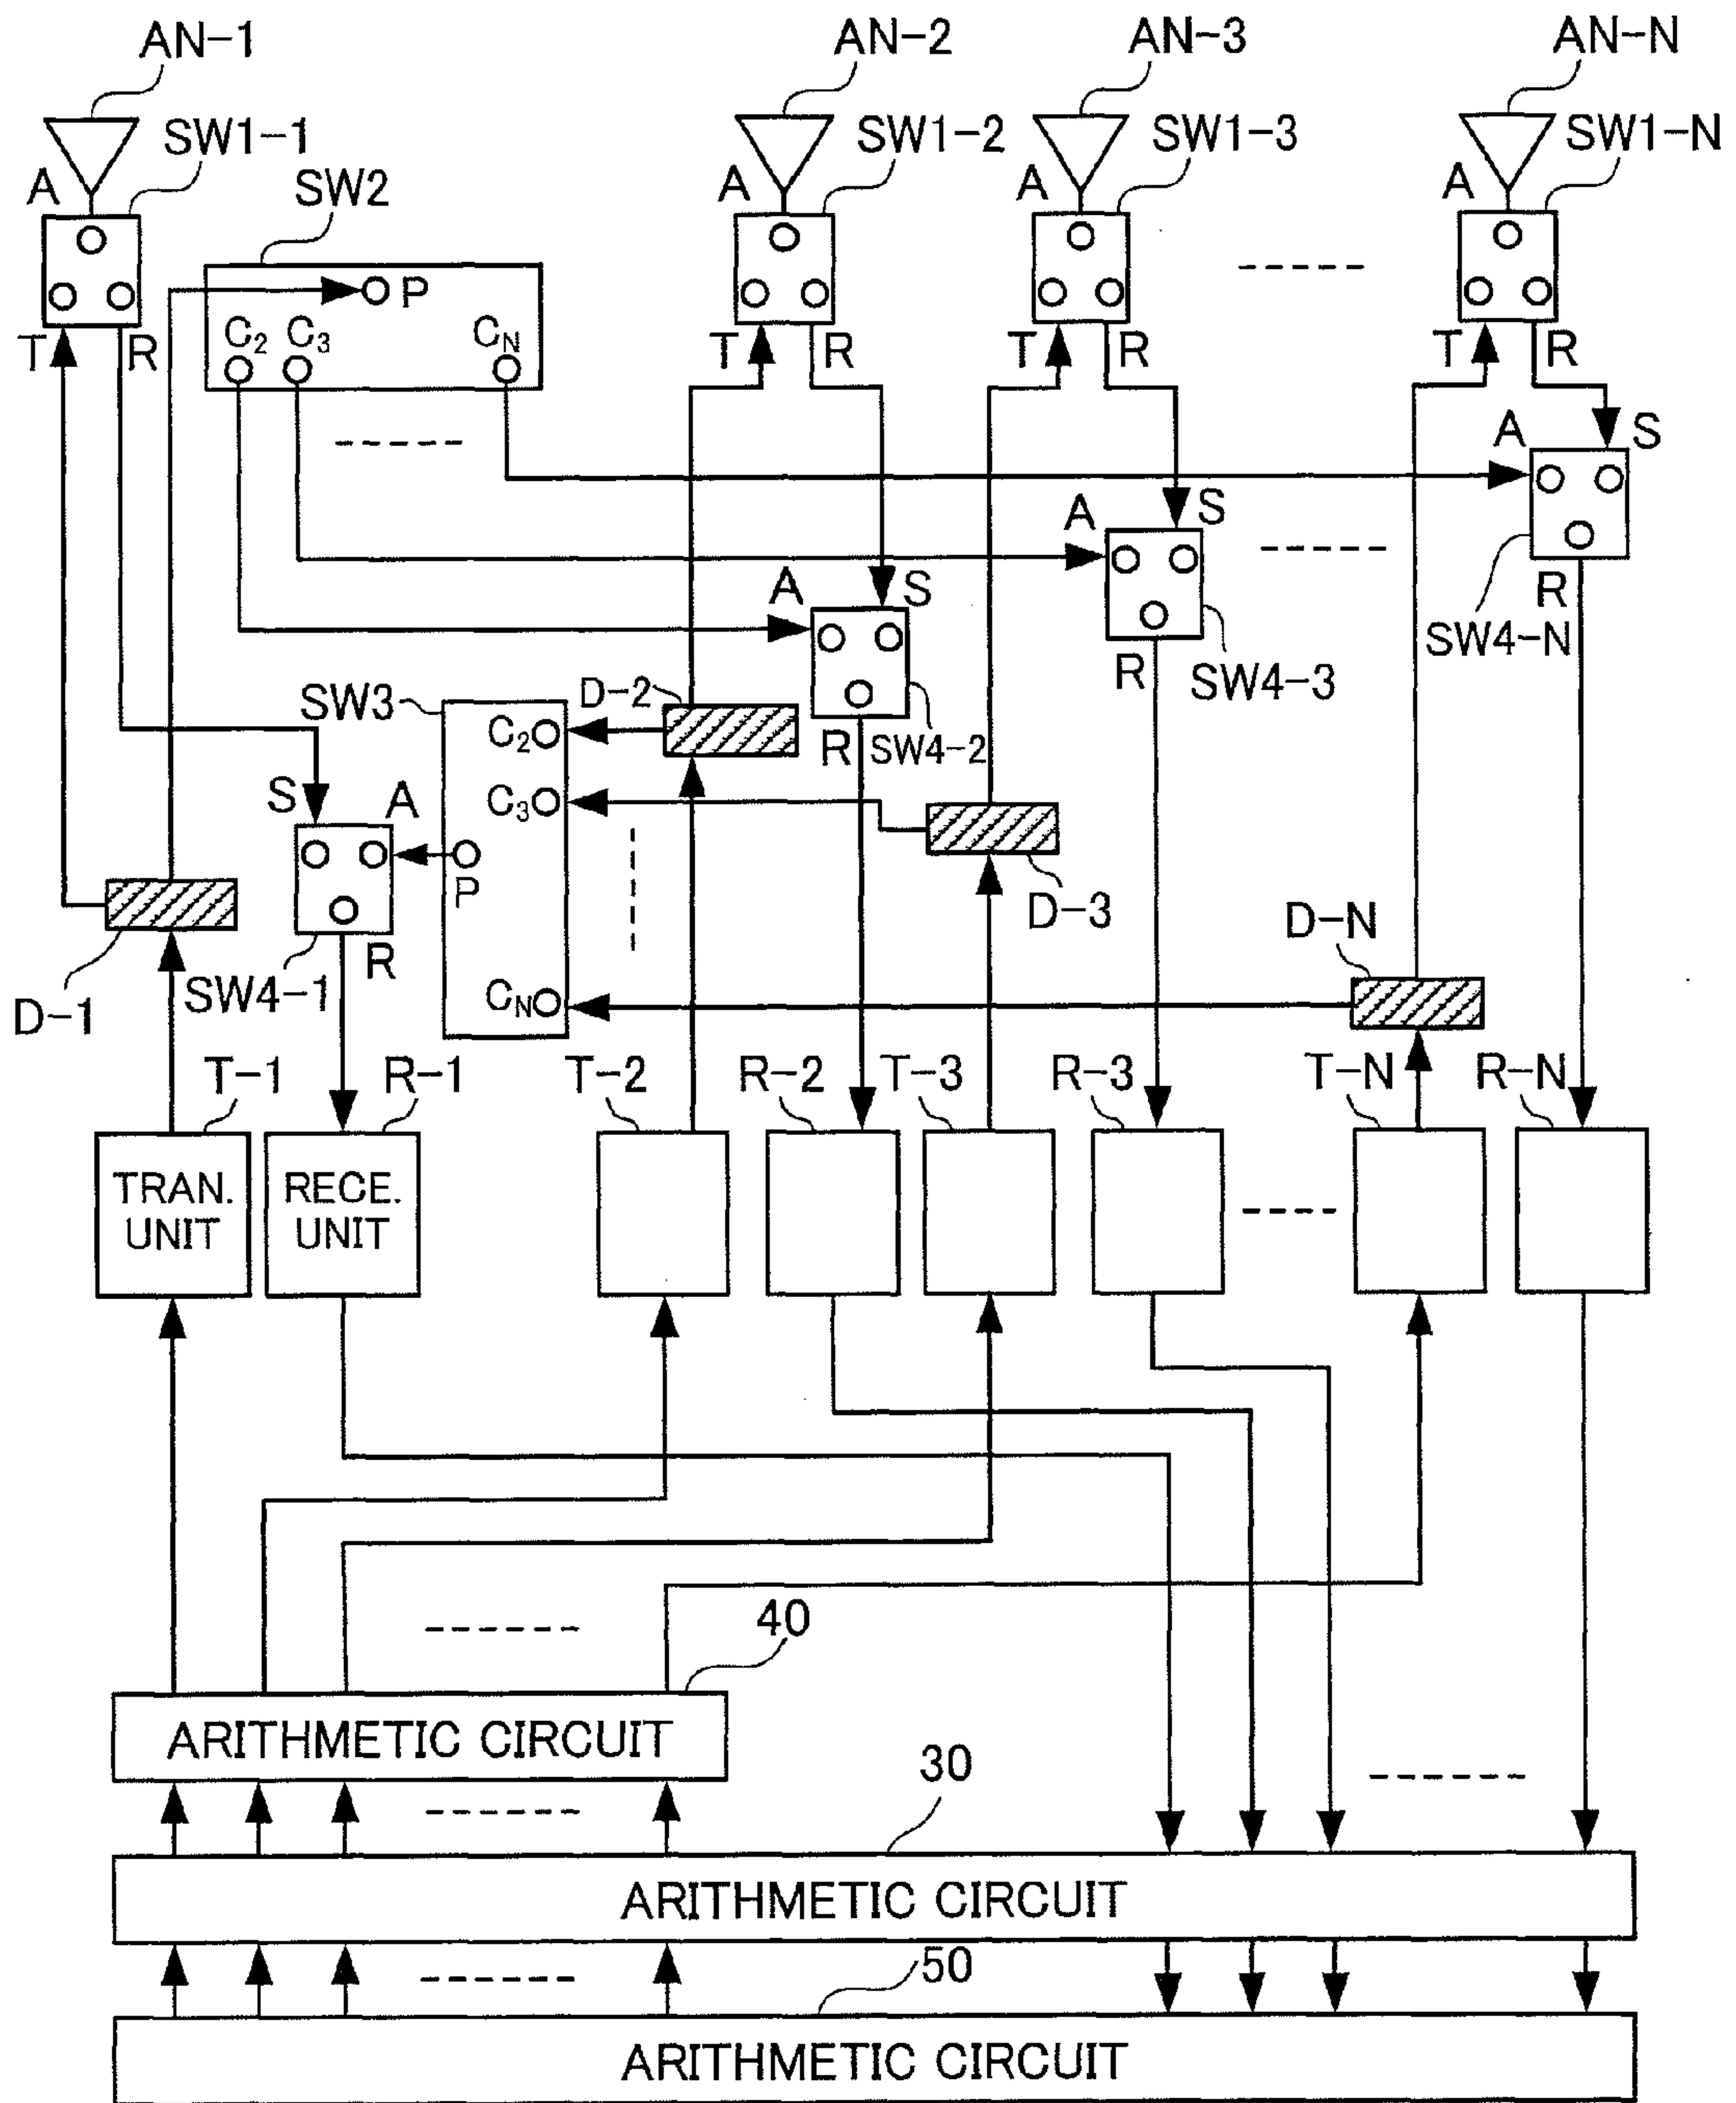 AN-1
AN-2
AN-3
AN-N
SW1-1
SW1-2
SW1-3
SW1-N
SW2
A
A
A
A
P
C2
C3
CN
T
R
T
R
T
R
T
R
A
S
A
S
A
S
R
SW4-N
R
SW4-3
R
SW4-2
SW3
D-2
C2
C3
S
A
P
D-3
D-N
R
SW4-1
D-1
CN
T-1
R-1
T-2
R-2
T-3
R-3
T-N
R-N
TRAN.
UNIT
RECE.
UNIT
40
ARITHMETIC CIRCUIT
30
ARITHMETIC CIRCUIT
50
ARITHMETIC CIRCUIT